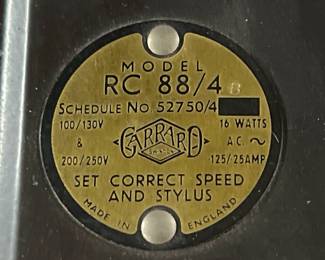 MODEL
RC 88/4 B
SCHEDULE No 52750/4
100/130V
&
200/250V
GARRARD
16 WATTS
A.C. ~
125/25AMP
SET CORRECT SPEED
AND STYLUS
MADE IN ENGLAND